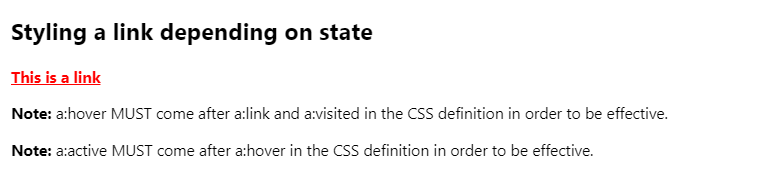 Styling a link depending on state
This is a link
Note: a:hover MUST come after a:link and a:visited in the CSS definition in order to be effective.
Note: a:active MUST come after a:hover in the CSS definition in order to be effective.